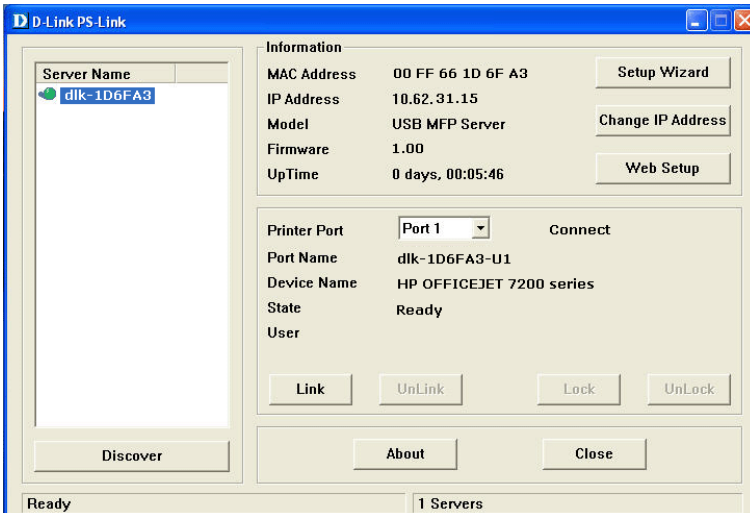 D D-Link PS-Link
Server Name
dlk-1D6FA3
Discover
Information
MAC Address 00 FF 66 1D 6F A3
IP Address 10.62.31.15
Model USB MFP Server
Firmware 1.00
UpTime 0 days, 00:05:46
Setup Wizard
Change IP Address
Web Setup
Printer Port Port 1 Connect
Port Name dlk-1D6FA3-U1
Device Name HP OFFICEJET 7200 series
State Ready
User
Link UnLink Lock UnLock
About Close
Ready 1 Servers